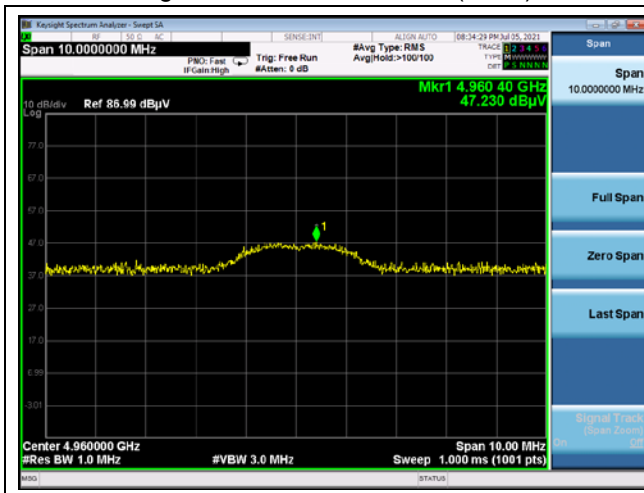 Keysight Spectrum Analyzer - Swept SA
RF 50 Ω AC SENSE:INT ALIGN AUTO 08:34:29 PM Jul 05, 2021
Span 10.0000000 MHz
PNO: Fast
IFGain:High
Trig: Free Run
#Atten: 0 dB
#Avg Type: RMS
Avg|Hold:>100/100
TRACE 1 2 3 4 5 6
TYPE M
DET P S N N N N
Mkr1 4.960 40 GHz
47.230 dBμV
10 dB/div Ref 86.99 dBμV
Log
77.0
67.0
57.0
47.0
37.0
27.0
17.0
6.99
-3.01
1
Center 4.960000 GHz
Span 10.00 MHz
#Res BW 1.0 MHz
#VBW 3.0 MHz
Sweep 1.000 ms (1001 pts)
MSG
STATUS
Span
Span
10.0000000 MHz
Full Span
Zero Span
Last Span
Signal Track
(Span Zoom)
On Off